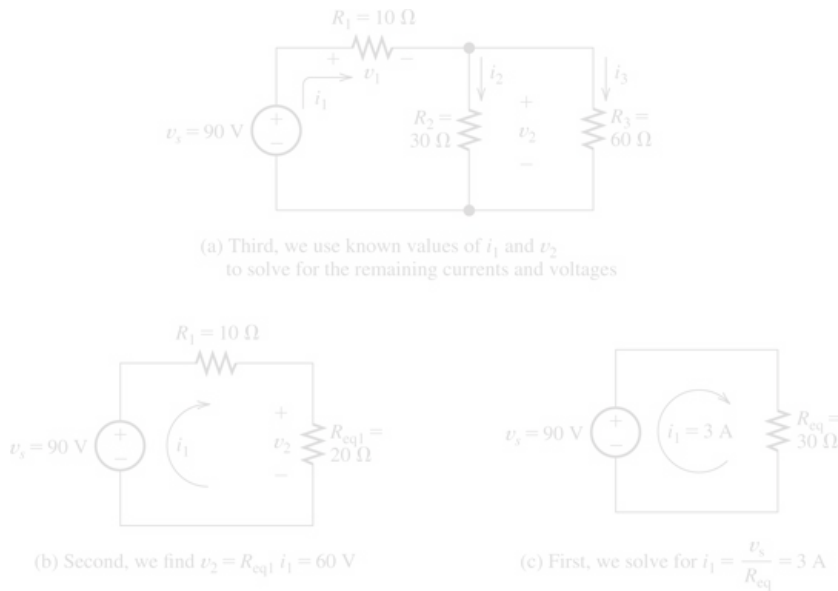 R₁ = 10 Ω
+ v₁ −
i₁
i₂
i₃
vₛ = 90 V
+
−
R₂ =
30 Ω
+
v₂
−
R₃ =
60 Ω
(a) Third, we use known values of i₁ and v₂
to solve for the remaining currents and voltages
R₁ = 10 Ω
vₛ = 90 V
+
−
i₁
+
v₂
−
Req1 =
20 Ω
(b) Second, we find v₂ = Req1 i₁ = 60 V
vₛ = 90 V
+
−
i₁ = 3 A
Req =
30 Ω
(c) First, we solve for i₁ = vₛ / Req = 3 A